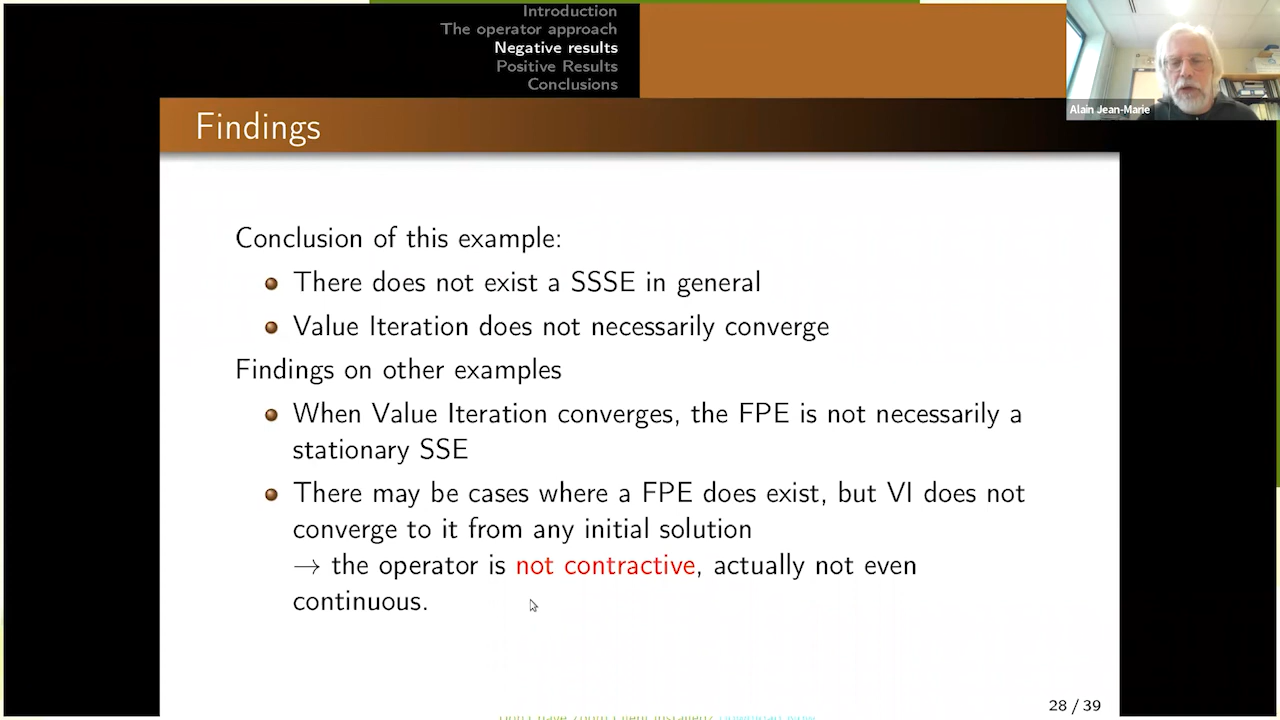 Introduction
The operator approach
Negative results
Positive Results
Conclusions
Alain Jean-Marie
Findings
Conclusion of this example:
There does not exist a SSSE in general
Value Iteration does not necessarily converge
Findings on other examples
When Value Iteration converges, the FPE is not necessarily a
stationary SSE
There may be cases where a FPE does exist, but VI does not
converge to it from any initial solution
→ the operator is not contractive, actually not even
continuous.
28 / 39